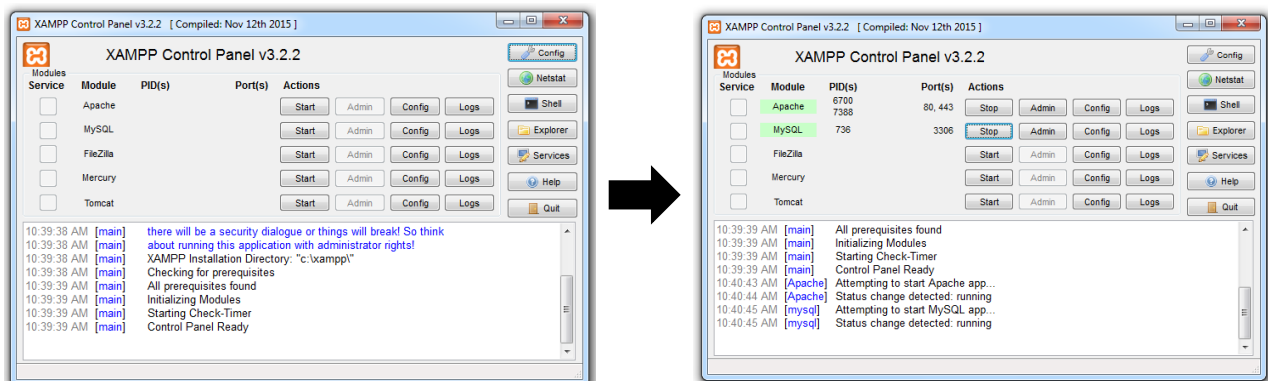 XAMPP Control Panel v3.2.2 [ Compiled: Nov 12th 2015 ]
XAMPP Control Panel v3.2.2
Config
Modules
Service Module PID(s) Port(s) Actions
Netstat
Apache Start Admin Config Logs
Shell
MySQL Start Admin Config Logs
Explorer
FileZilla Start Admin Config Logs
Services
Mercury Start Admin Config Logs
Help
Tomcat Start Admin Config Logs
Quit
10:39:38 AM [main] there will be a security dialogue or things will break! So think
10:39:38 AM [main] about running this application with administrator rights!
10:39:38 AM [main] XAMPP Installation Directory: "c:\xampp\"
10:39:38 AM [main] Checking for prerequisites
10:39:39 AM [main] All prerequisites found
10:39:39 AM [main] Initializing Modules
10:39:39 AM [main] Starting Check-Timer
10:39:39 AM [main] Control Panel Ready
XAMPP Control Panel v3.2.2 [ Compiled: Nov 12th 2015 ]
XAMPP Control Panel v3.2.2
Config
Modules
Service Module PID(s) Port(s) Actions
Netstat
Apache 6700 7388 80, 443 Stop Admin Config Logs
Shell
MySQL 736 3306 Stop Admin Config Logs
Explorer
FileZilla Start Admin Config Logs
Services
Mercury Start Admin Config Logs
Help
Tomcat Start Admin Config Logs
Quit
10:39:39 AM [main] All prerequisites found
10:39:39 AM [main] Initializing Modules
10:39:39 AM [main] Starting Check-Timer
10:39:39 AM [main] Control Panel Ready
10:40:43 AM [Apache] Attempting to start Apache app...
10:40:44 AM [Apache] Status change detected: running
10:40:45 AM [mysql] Attempting to start MySQL app...
10:40:45 AM [mysql] Status change detected: running